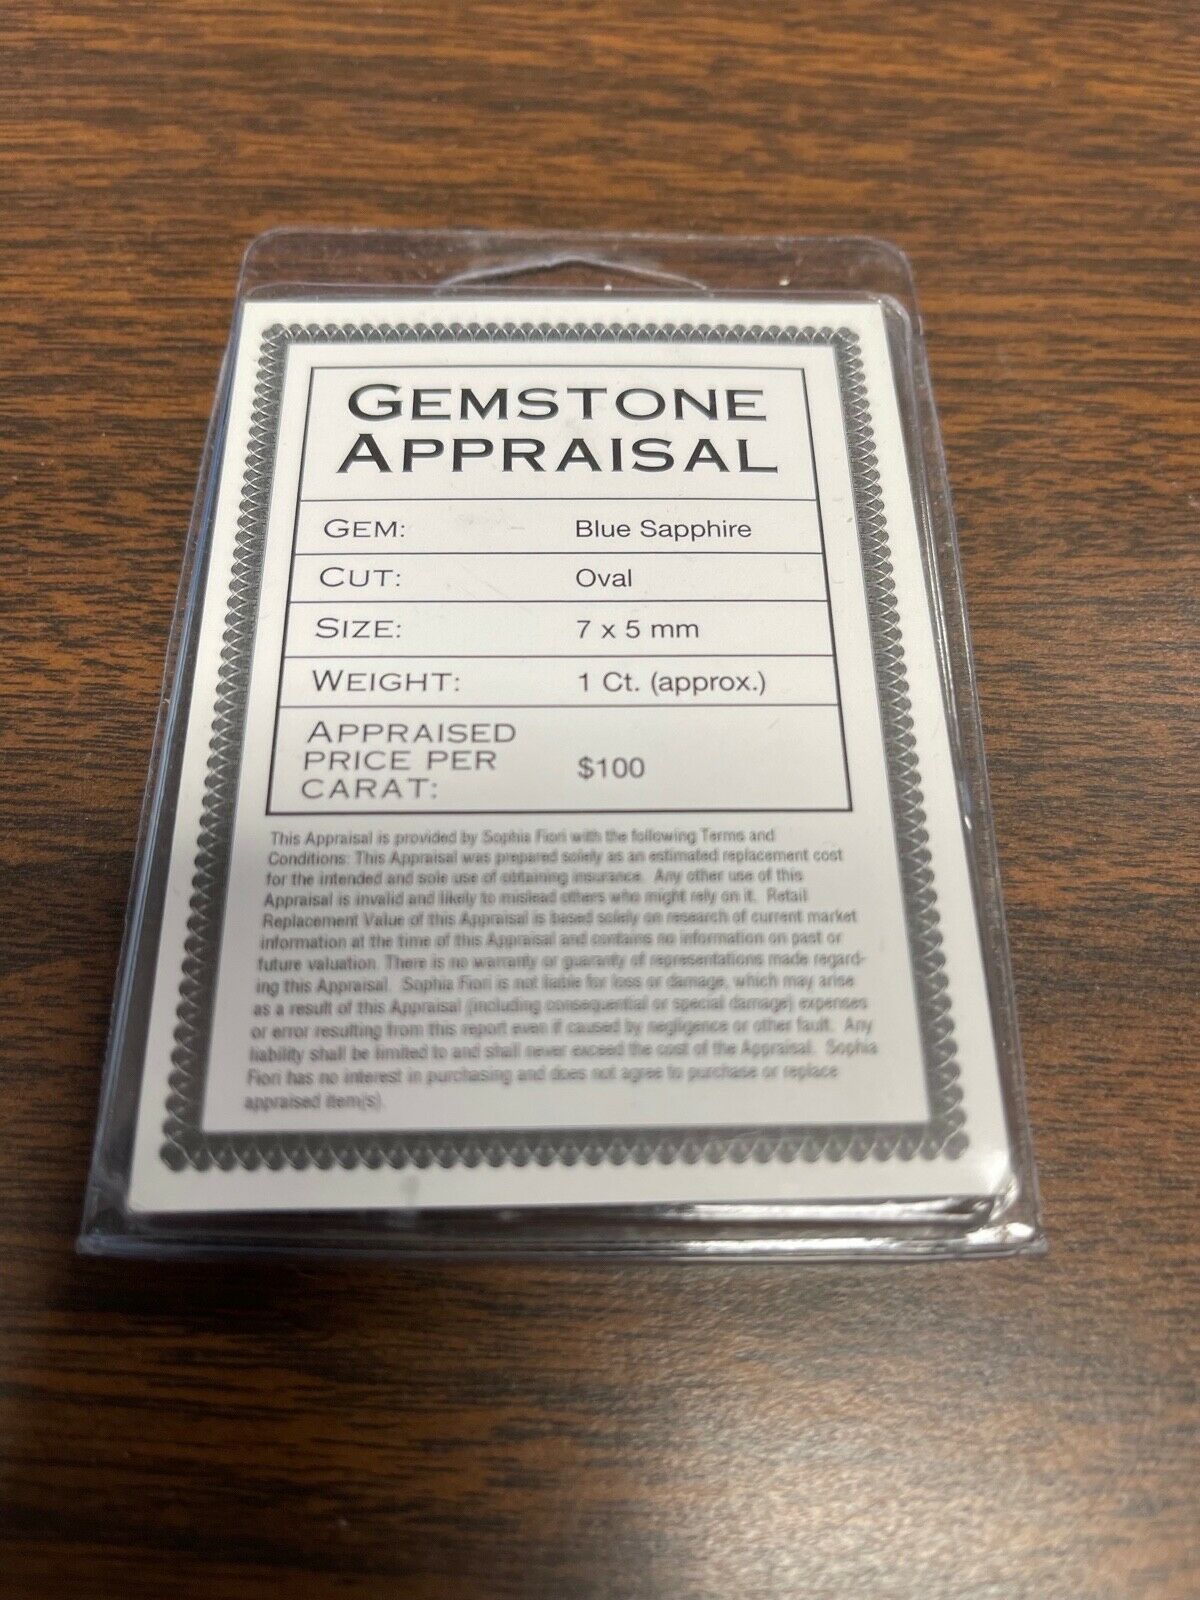 GEMSTONE
APPRAISAL
GEM: Blue Sapphire
CUT: Oval
SIZE: 7 x 5 mm
WEIGHT: 1 Ct. (approx.)
APPRAISED
PRICE PER
CARAT: $100
This Appraisal is provided by Sophia Fiori with the following Terms and
Conditions: This Appraisal was prepared solely as an estimated replacement cost
for the intended and sole use of obtaining insurance. Any other use of this
Appraisal is invalid and likely to mislead others who might rely on it. Retail
Replacement Value of this Appraisal is based solely on research of current market
information at the time of this Appraisal and contains no information on past or
future valuation. There is no warranty or guaranty of representations made regard-
ing this Appraisal. Sophia Fiori is not liable for loss or damage, which may arise
as a result of this Appraisal (including consequential or special damage) expenses
or error resulting from this report even if caused by negligence or other fault. Any
liability shall be limited to and shall never exceed the cost of the Appraisal. Sophia
Fiori has no interest in purchasing and does not agree to purchase or replace
appraised item(s).